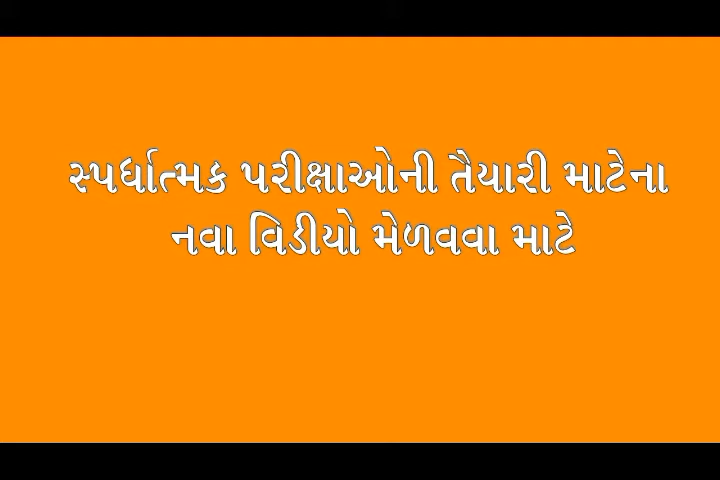 સ્પર્ધાત્મક પરીક્ષાઓની તૈયારી માટેના
નવા વિડીયો મેળવવા માટે